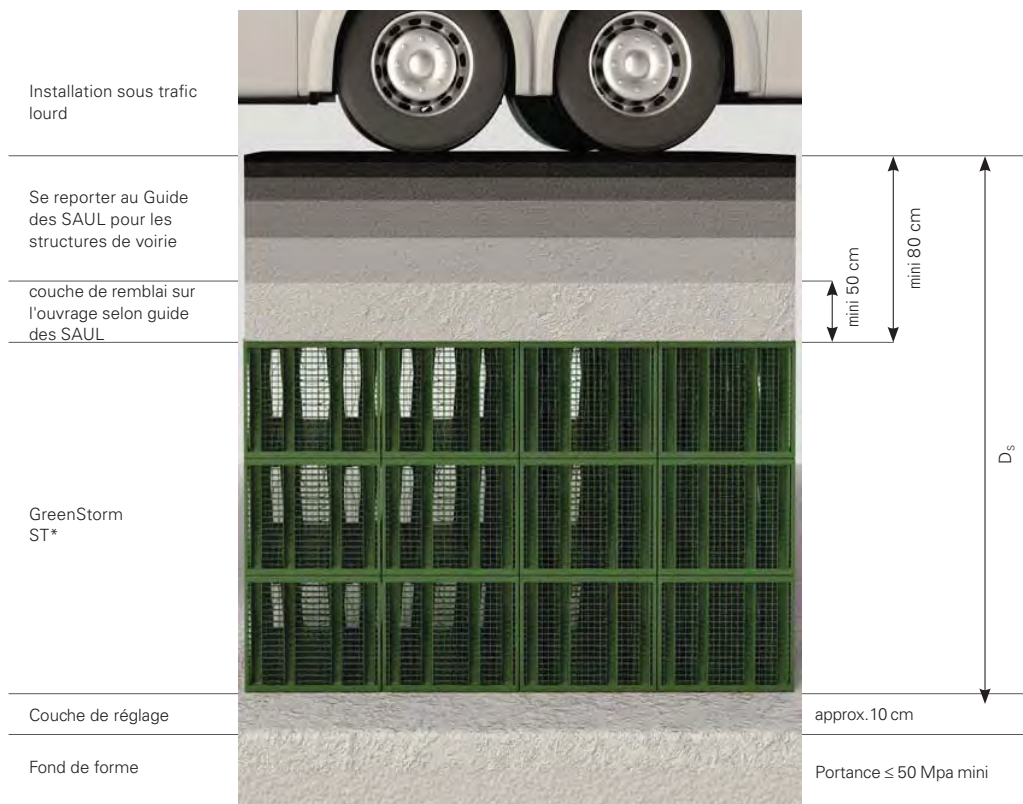 Installation sous trafic
lourd
Se reporter au Guide
des SAUL pour les
structures de voirie
couche de remblai sur
l'ouvrage selon guide
des SAUL
mini 50 cm
mini 80 cm
Ds
GreenStorm
ST*
Couche de réglage
approx.10 cm
Fond de forme
Portance ≤ 50 Mpa mini